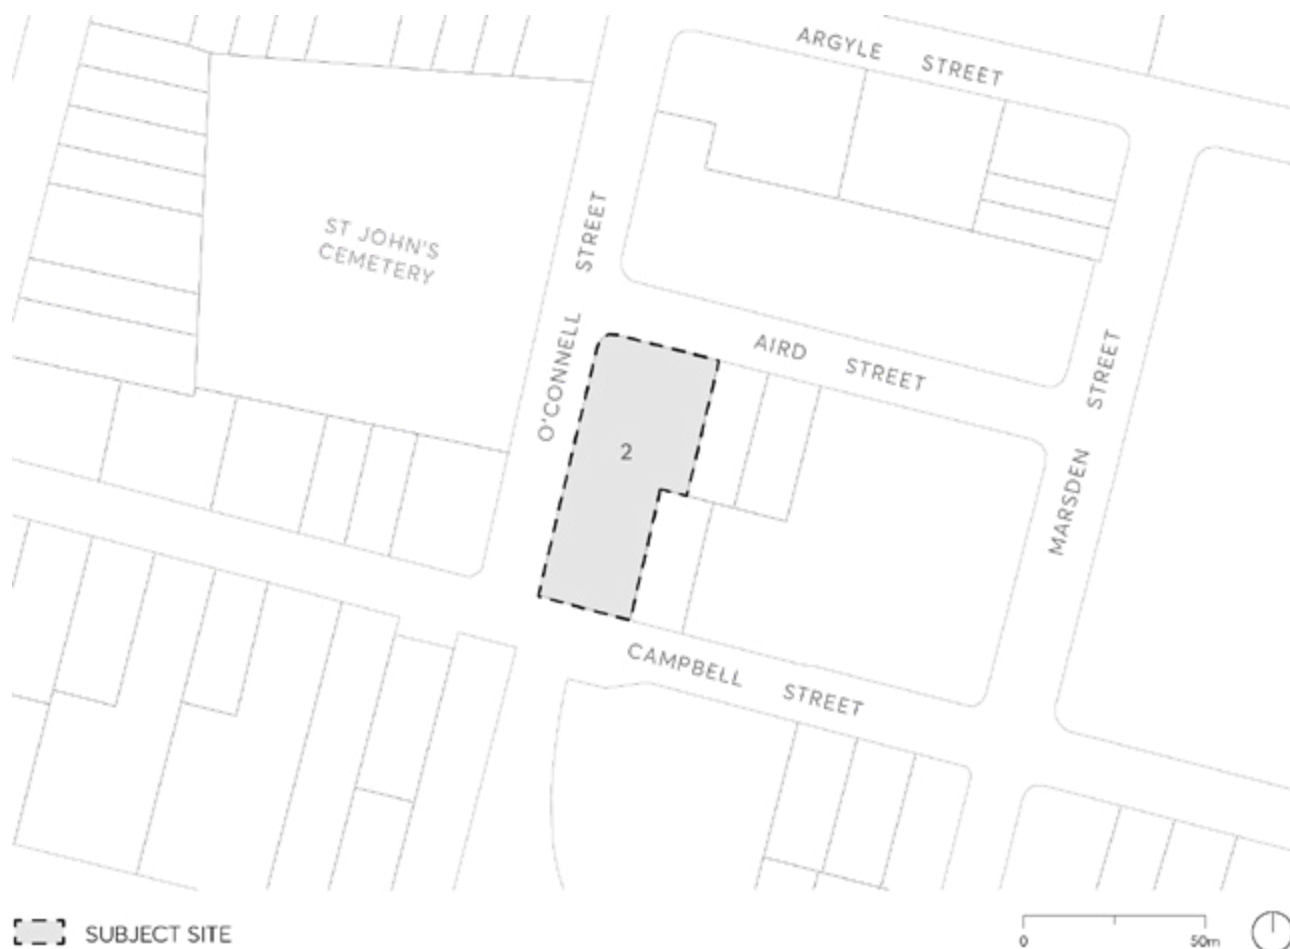 ARGYLE STREET
ST JOHN'S
CEMETERY
O'CONNELL STREET
AIRD STREET
2
MARSDEN STREET
CAMPBELL STREET
SUBJECT SITE
0 50m